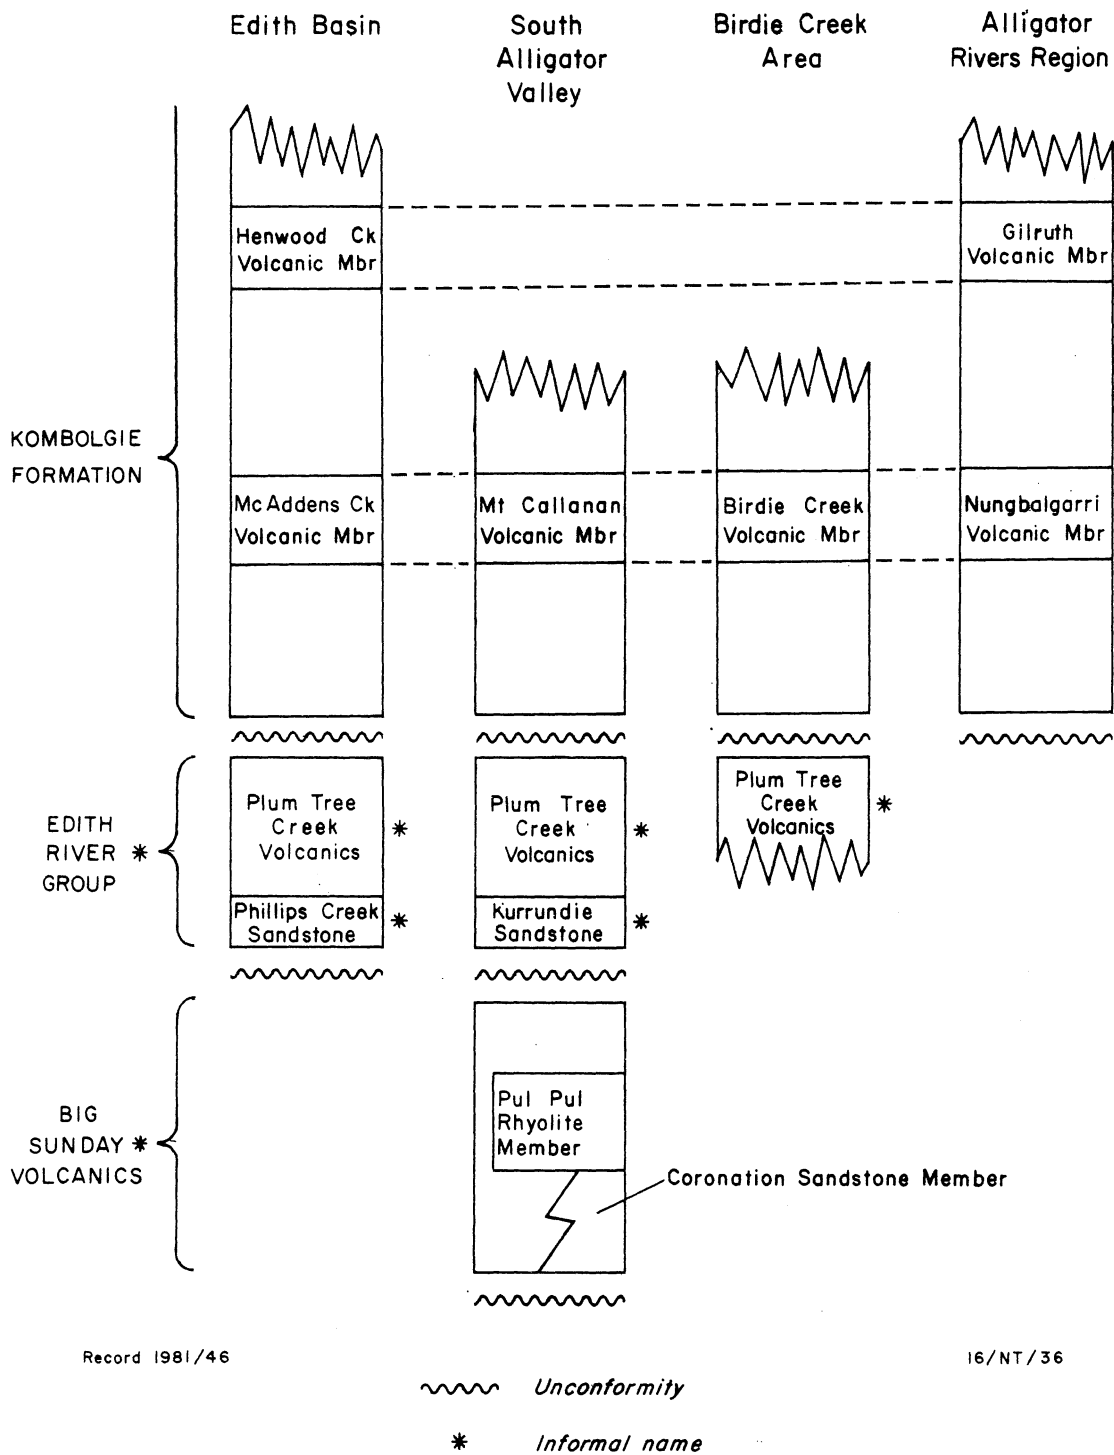 Edith Basin
South
Alligator
Valley
Birdie Creek
Area
Alligator
Rivers Region
Henwood Ck
Volcanic Mbr
Gilruth
Volcanic Mbr
KOMBOLGIE
FORMATION
McAddens Ck
Volcanic Mbr
Mt Callanan
Volcanic Mbr
Birdie Creek
Volcanic Mbr
Nungbalgarri
Volcanic Mbr
EDITH
RIVER *
GROUP
Plum Tree
Creek *
Volcanics
Plum Tree
Creek *
Volcanics
Plum Tree
Creek *
Volcanics
Phillips Creek *
Sandstone
Kurrundie *
Sandstone
BIG
SUNDAY *
VOLCANICS
Pul Pul
Rhyolite
Member
Coronation Sandstone Member
Record 1981/46
16/NT/36
Unconformity
* Informal name